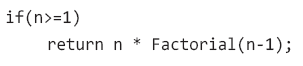 if(n>=1)
return n * Factorial(n-1);